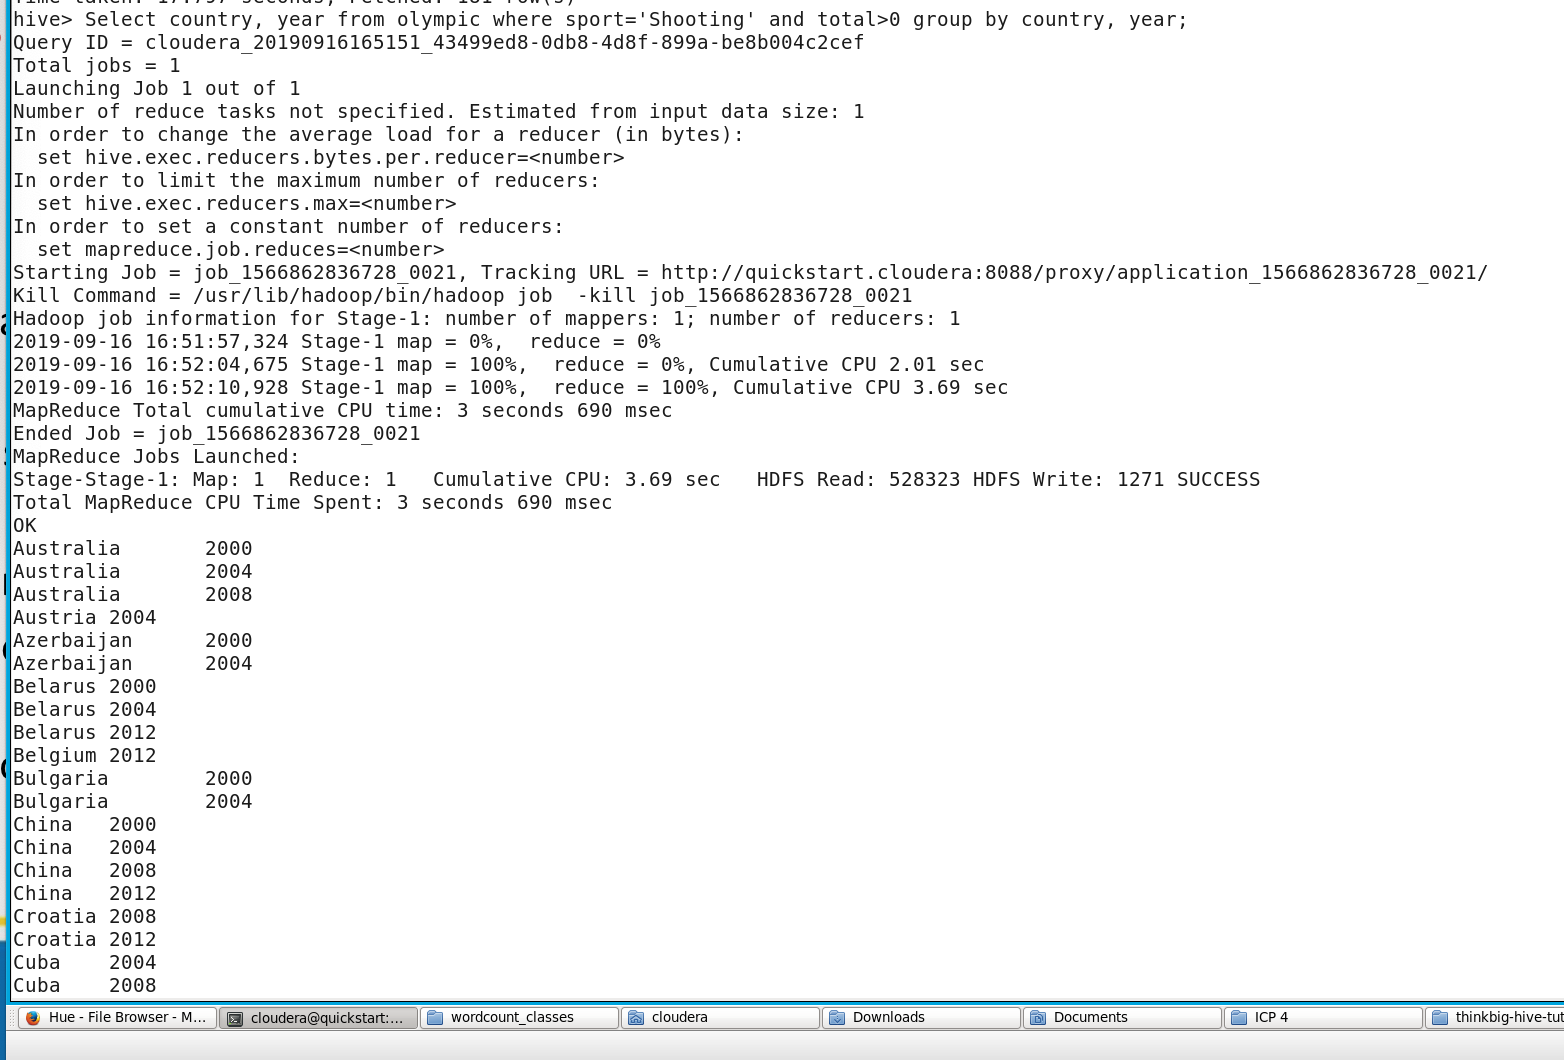 hive> Select country, year from olympic where sport='Shooting' and total>0 group by country, year;
Query ID = cloudera_20190916165151_43499ed8-0db8-4d8f-899a-be8b004c2cef
Total jobs = 1
Launching Job 1 out of 1
Number of reduce tasks not specified. Estimated from input data size: 1
In order to change the average load for a reducer (in bytes):
  set hive.exec.reducers.bytes.per.reducer=<number>
In order to limit the maximum number of reducers:
  set hive.exec.reducers.max=<number>
In order to set a constant number of reducers:
  set mapreduce.job.reduces=<number>
Starting Job = job_1566862836728_0021, Tracking URL = http://quickstart.cloudera:8088/proxy/application_1566862836728_0021/
Kill Command = /usr/lib/hadoop/bin/hadoop job  -kill job_1566862836728_0021
Hadoop job information for Stage-1: number of mappers: 1; number of reducers: 1
2019-09-16 16:51:57,324 Stage-1 map = 0%,  reduce = 0%
2019-09-16 16:52:04,675 Stage-1 map = 100%,  reduce = 0%, Cumulative CPU 2.01 sec
2019-09-16 16:52:10,928 Stage-1 map = 100%,  reduce = 100%, Cumulative CPU 3.69 sec
MapReduce Total cumulative CPU time: 3 seconds 690 msec
Ended Job = job_1566862836728_0021
MapReduce Jobs Launched:
Stage-Stage-1: Map: 1  Reduce: 1   Cumulative CPU: 3.69 sec   HDFS Read: 528323 HDFS Write: 1271 SUCCESS
Total MapReduce CPU Time Spent: 3 seconds 690 msec
OK
Australia       2000
Australia       2004
Australia       2008
Austria 2004
Azerbaijan      2000
Azerbaijan      2004
Belarus 2000
Belarus 2004
Belarus 2012
Belgium 2012
Bulgaria        2000
Bulgaria        2004
China   2000
China   2004
China   2008
China   2012
Croatia 2008
Croatia 2012
Cuba    2004
Cuba    2008
Hue - File Browser - M... cloudera@quickstart:... wordcount_classes cloudera Downloads Documents ICP 4 thinkbig-hive-tut